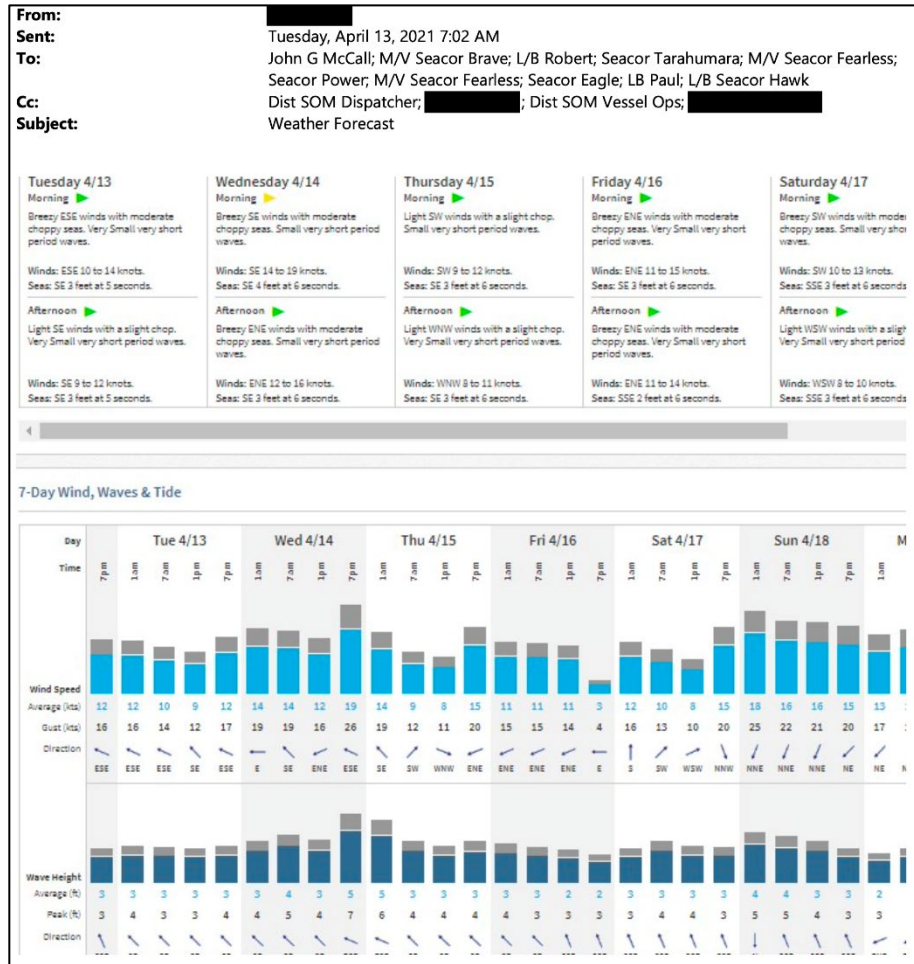 From:
Sent: Tuesday, April 13, 2021 7:02 AM
To: John G McCall; M/V Seacor Brave; L/B Robert; Seacor Tarahumara; M/V Seacor Fearless;
Seacor Power; M/V Seacor Fearless; Seacor Eagle; LB Paul; L/B Seacor Hawk
Cc: Dist SOM Dispatcher; ; Dist SOM Vessel Ops;
Subject: Weather Forecast
Tuesday 4/13
Morning
Breezy ESE winds with moderate
choppy seas. Very Small very short
period waves.
Winds: ESE 10 to 14 knots.
Seas: SE 3 feet at 5 seconds.
Afternoon
Light SE winds with a slight chop.
Very Small very short period waves.
Winds: SE 9 to 12 knots.
Seas: SE 3 feet at 5 seconds.
Wednesday 4/14
Morning
Breezy SE winds with moderate
choppy seas. Small very short period
waves.
Winds: SE 14 to 19 knots.
Seas: SE 4 feet at 6 seconds.
Afternoon
Breezy ENE winds with moderate
choppy seas. Small very short period
waves.
Winds: ENE 12 to 16 knots.
Seas: SE 3 feet at 6 seconds.
Thursday 4/15
Morning
Light SW winds with a slight chop.
Small very short period waves.
Winds: SW 9 to 12 knots.
Seas: SE 3 feet at 6 seconds.
Afternoon
Light WNW winds with a slight chop.
Very Small very short period waves.
Winds: WNW 8 to 11 knots.
Seas: SE 3 feet at 6 seconds.
Friday 4/16
Morning
Breezy ENE winds with moderate
choppy seas. Small very short period
waves.
Winds: ENE 11 to 15 knots.
Seas: SE 3 feet at 6 seconds.
Afternoon
Breezy ENE winds with moderate
choppy seas. Very Small very short
period waves.
Winds: ENE 11 to 14 knots.
Seas: SSE 2 feet at 6 seconds.
Saturday 4/17
Morning
Breezy SW winds with moder
choppy seas. Small very shor
waves.
Winds: SW 10 to 13 knots.
Seas: SSE 3 feet at 6 seconds
Afternoon
Light WSW winds with a sligh
Very Small very short period
Winds: WSW 8 to 10 knots.
Seas: SSE 3 feet at 6 seconds
7-Day Wind, Waves & Tide
Day Tue 4/13 Wed 4/14 Thu 4/15 Fri 4/16 Sat 4/17 Sun 4/18 M
Time 7pm 1am 7am 1pm 7pm 1am 7am 1pm 7pm 1am 7am 1pm 7pm 1am 7am 1pm 7pm 1am 7am 1pm 7pm 1am 7am 1pm 7pm 1am
Wind Speed
Average (kts) 12 12 10 9 12 14 14 12 19 14 9 8 15 11 11 11 3 12 10 8 15 18 16 16 15 13
Gust (kts) 16 16 14 12 17 19 19 16 26 19 12 11 20 15 15 14 4 16 13 10 20 25 22 21 20 17
Direction
ESE ESE ESE SE ESE E SE ENE ESE SE SW WNW ENE ENE ENE ENE E S SW WSW NNW NNE NNE NNE NE NE N
Wave Height
Average (ft) 3 3 3 3 3 3 4 3 5 5 3 3 3 3 3 2 2 3 3 3 3 4 4 3 3 2
Peak (ft) 3 4 3 3 4 4 5 4 7 6 4 4 4 4 3 3 3 3 4 4 3 5 5 4 3 3
Direction